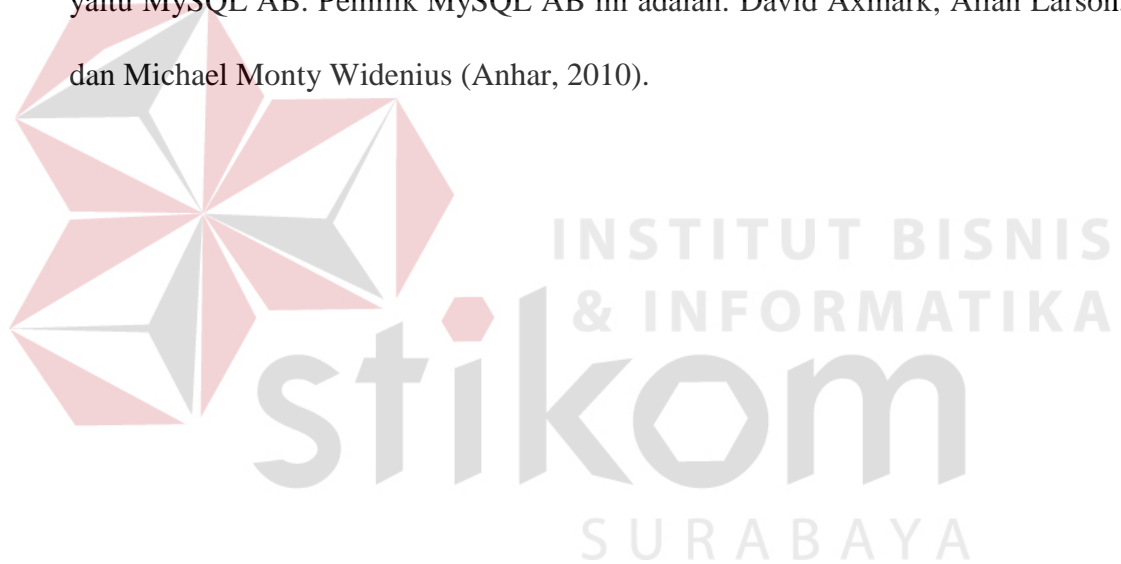 yaitu MySQL AB. Pemilik MySQL AB ini adalah. David Axmark, Allan Larson.
dan Michael Monty Widenius (Anhar, 2010).
INSTITUT BISNIS
& INFORMATIKA
stikom
SURABAYA